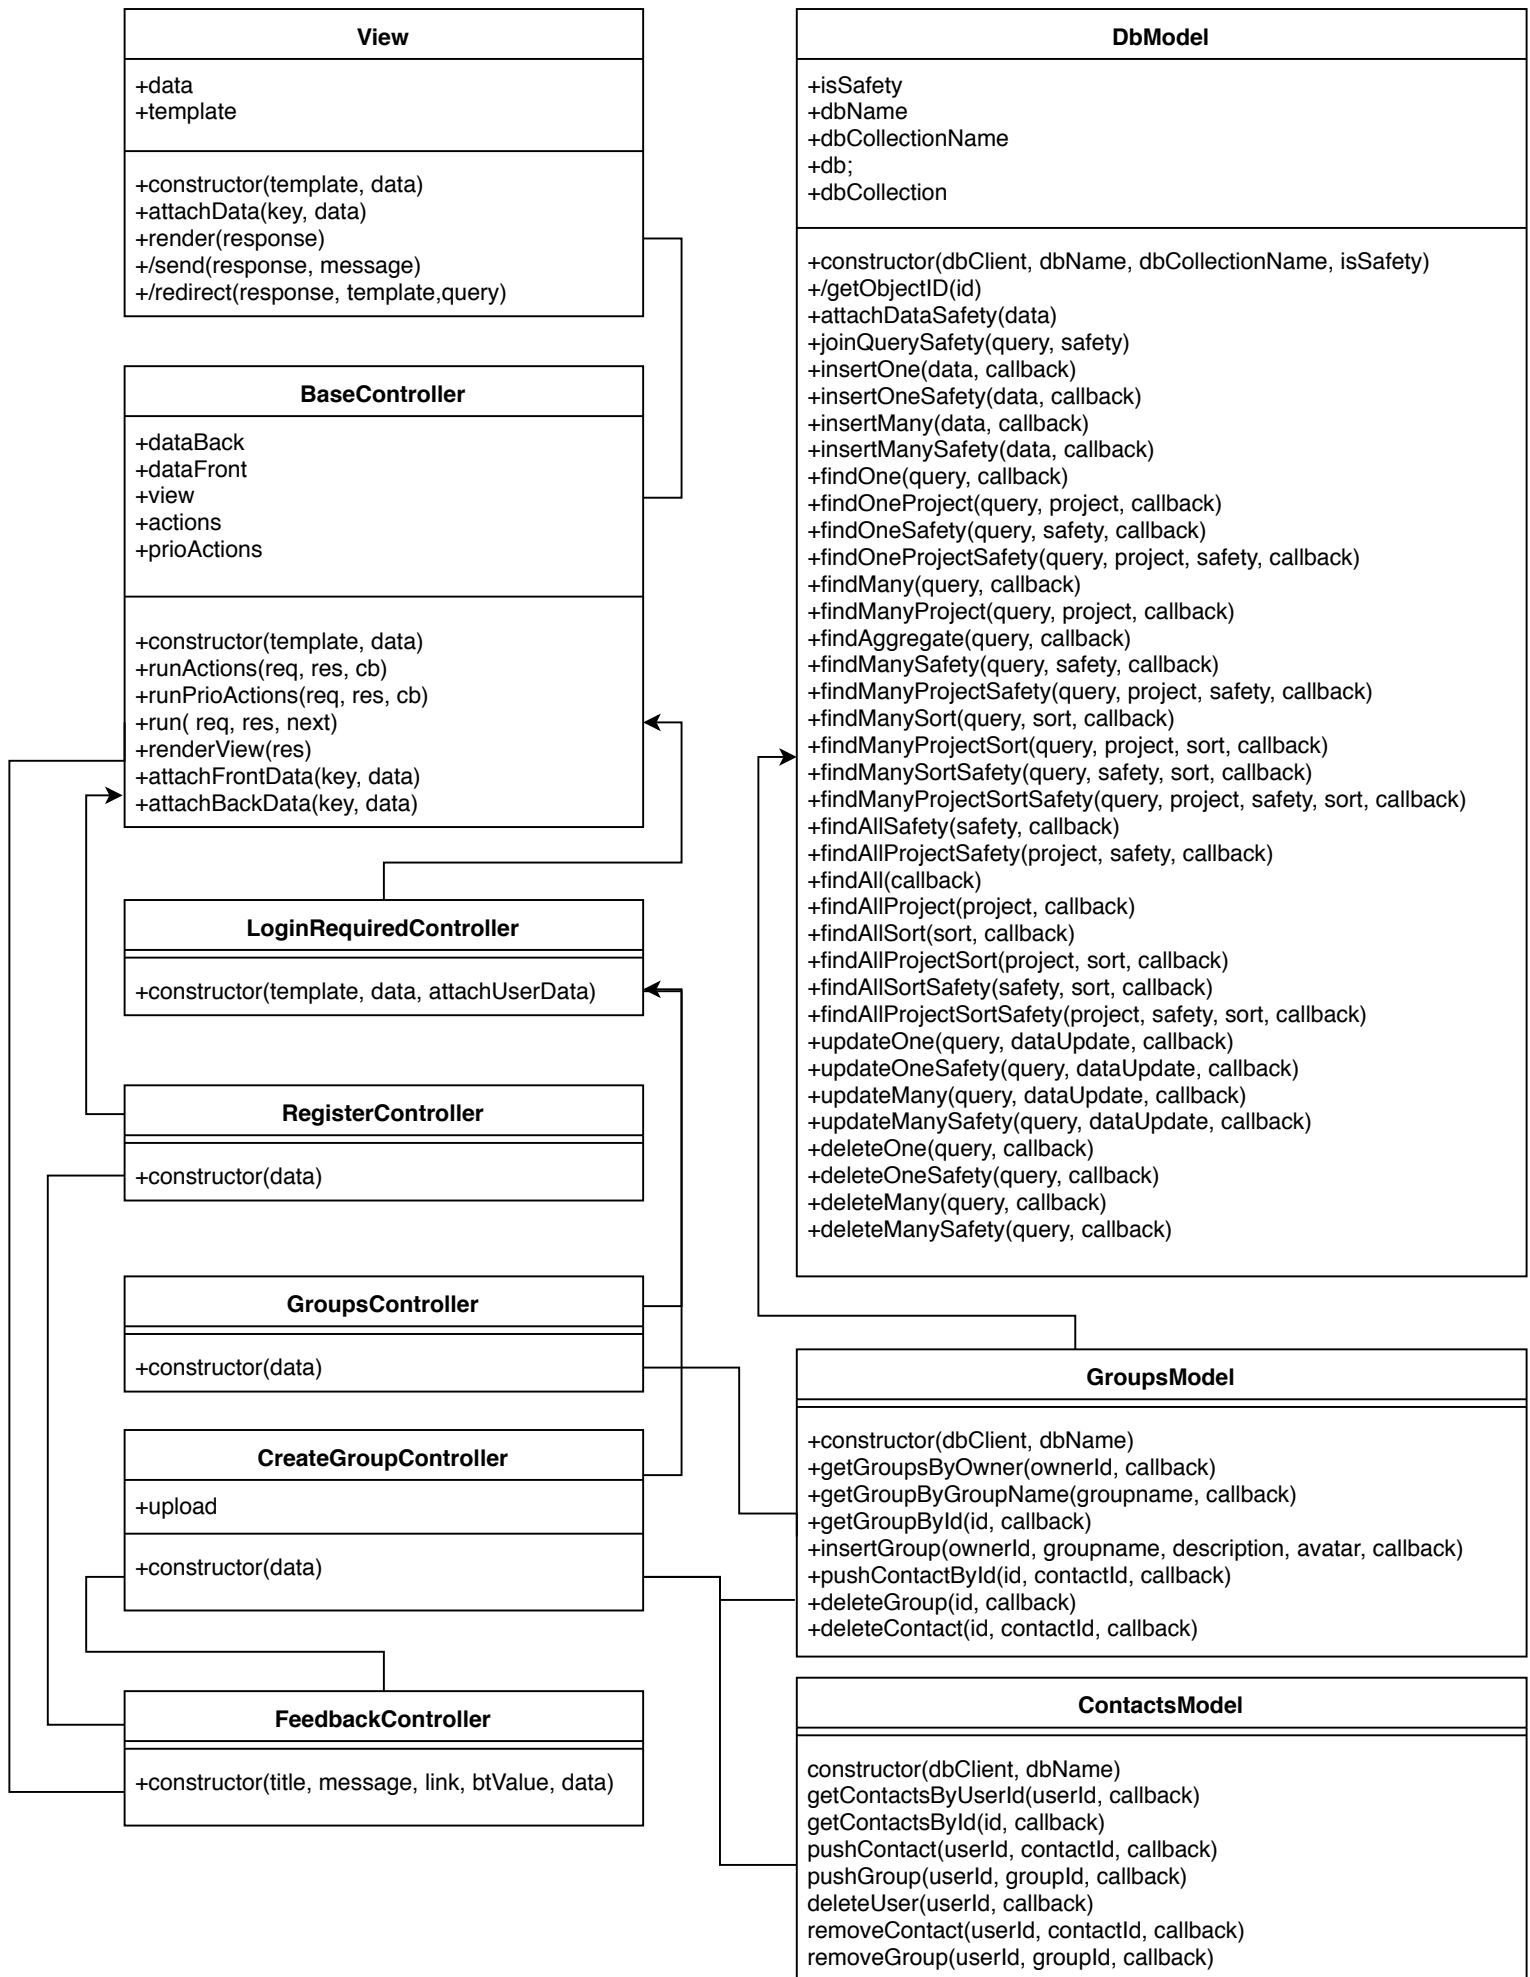 View
+data
+template
+constructor(template, data)
+attachData(key, data)
+render(response)
+/send(response, message)
+/redirect(response, template,query)
BaseController
+dataBack
+dataFront
+view
+actions
+prioActions
+constructor(template, data)
+runActions(req, res, cb)
+runPrioActions(req, res, cb)
+run( req, res, next)
+renderView(res)
+attachFrontData(key, data)
+attachBackData(key, data)
LoginRequiredController
+constructor(template, data, attachUserData)
RegisterController
+constructor(data)
GroupsController
+constructor(data)
CreateGroupController
+upload
+constructor(data)
FeedbackController
+constructor(title, message, link, btValue, data)
DbModel
+isSafety
+dbName
+dbCollectionName
+db;
+dbCollection
+constructor(dbClient, dbName, dbCollectionName, isSafety)
+/getObjectID(id)
+attachDataSafety(data)
+joinQuerySafety(query, safety)
+insertOne(data, callback)
+insertOneSafety(data, callback)
+insertMany(data, callback)
+insertManySafety(data, callback)
+findOne(query, callback)
+findOneProject(query, project, callback)
+findOneSafety(query, safety, callback)
+findOneProjectSafety(query, project, safety, callback)
+findMany(query, callback)
+findManyProject(query, project, callback)
+findAggregate(query, callback)
+findManySafety(query, safety, callback)
+findManyProjectSafety(query, project, safety, callback)
+findManySort(query, sort, callback)
+findManyProjectSort(query, project, sort, callback)
+findManySortSafety(query, safety, sort, callback)
+findManyProjectSortSafety(query, project, safety, sort, callback)
+findAllSafety(safety, callback)
+findAllProjectSafety(project, safety, callback)
+findAll(callback)
+findAllProject(project, callback)
+findAllSort(sort, callback)
+findAllProjectSort(project, sort, callback)
+findAllSortSafety(safety, sort, callback)
+findAllProjectSortSafety(project, safety, sort, callback)
+updateOne(query, dataUpdate, callback)
+updateOneSafety(query, dataUpdate, callback)
+updateMany(query, dataUpdate, callback)
+updateManySafety(query, dataUpdate, callback)
+deleteOne(query, callback)
+deleteOneSafety(query, callback)
+deleteMany(query, callback)
+deleteManySafety(query, callback)
GroupsModel
+constructor(dbClient, dbName)
+getGroupsByOwner(ownerId, callback)
+getGroupByGroupName(groupname, callback)
+getGroupById(id, callback)
+insertGroup(ownerId, groupname, description, avatar, callback)
+pushContactById(id, contactId, callback)
+deleteGroup(id, callback)
+deleteContact(id, contactId, callback)
ContactsModel
constructor(dbClient, dbName)
getContactsByUserId(userId, callback)
getContactsById(id, callback)
pushContact(userId, contactId, callback)
pushGroup(userId, groupId, callback)
deleteUser(userId, callback)
removeContact(userId, contactId, callback)
removeGroup(userId, groupId, callback)